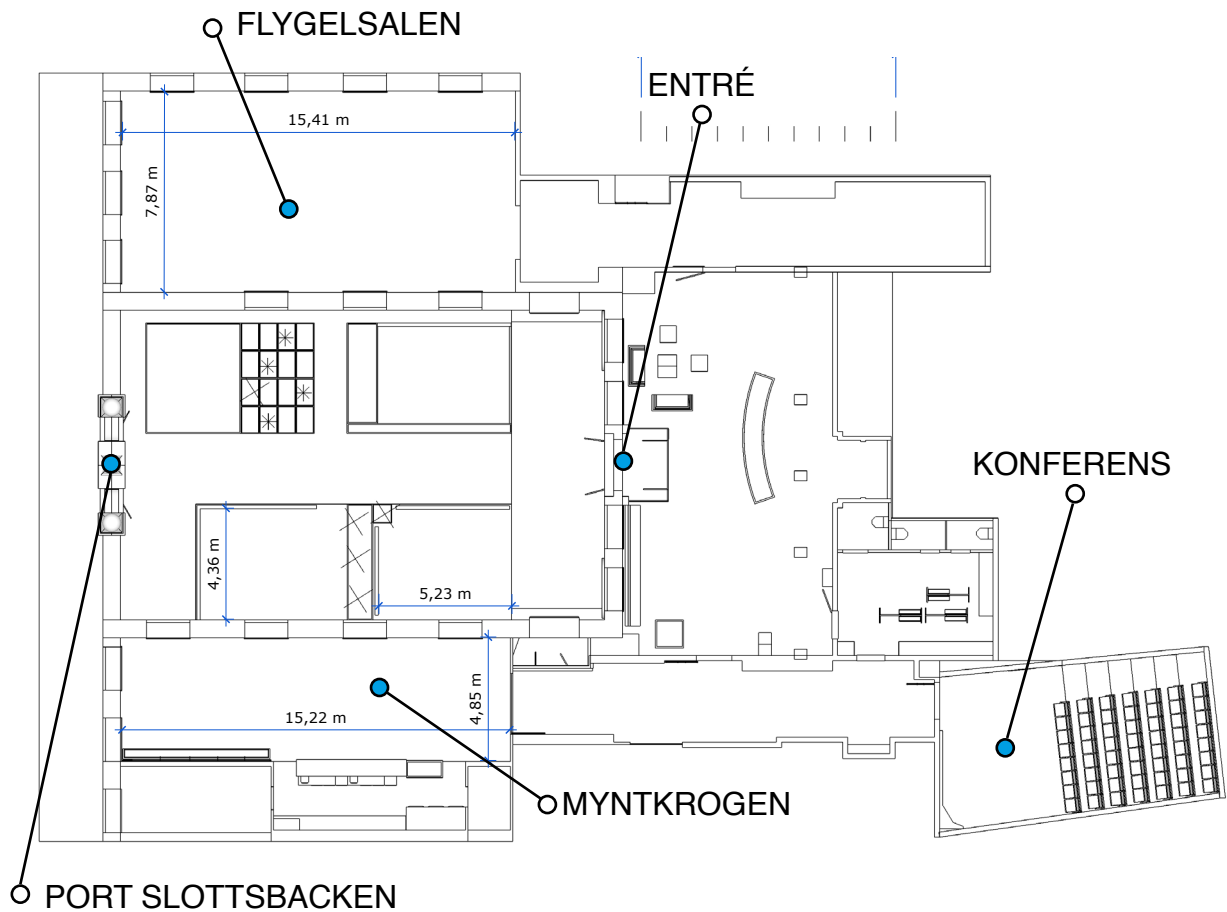 FLYGELSALEN
ENTRÉ
15,41 m
7,87 m
KONFERENS
4,36 m
5,23 m
4,85 m
15,22 m
MYNTKROGEN
PORT SLOTTSBACKEN